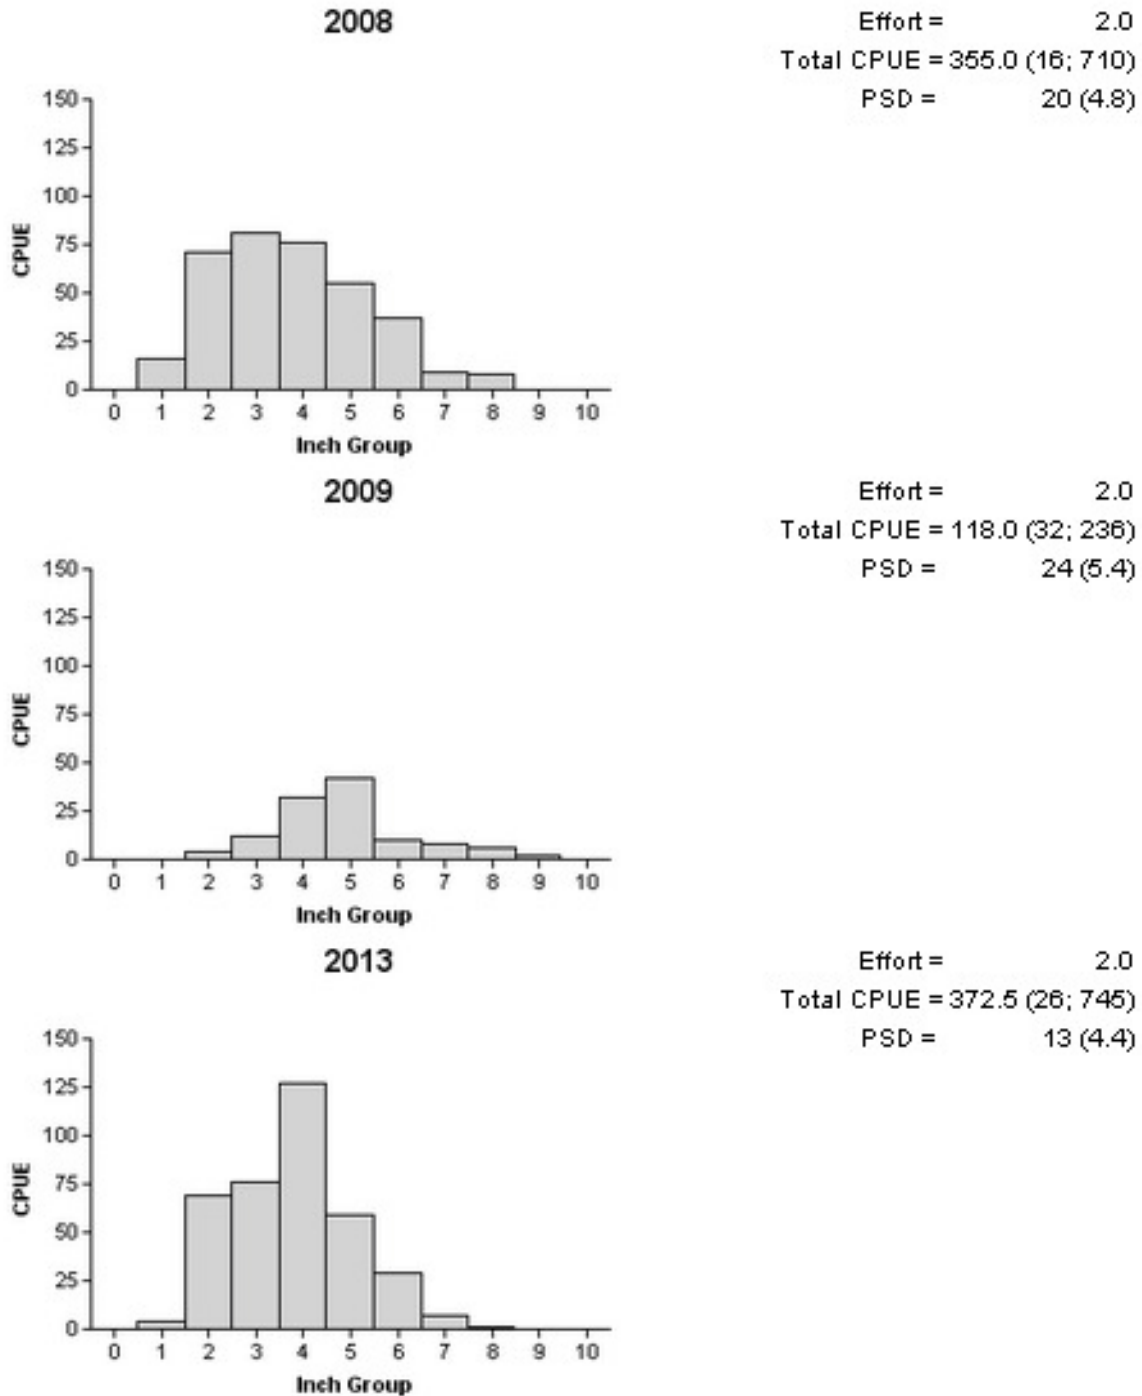 2008
Effort = 2.0
Total CPUE = 355.0 (16; 710)
PSD = 20 (4.8)
150
125
100
75
50
25
0
CPUE
0 1 2 3 4 5 6 7 8 9 10
Inch Group
2009
Effort = 2.0
Total CPUE = 118.0 (32; 236)
PSD = 24 (5.4)
150
125
100
75
50
25
0
CPUE
0 1 2 3 4 5 6 7 8 9 10
Inch Group
2013
Effort = 2.0
Total CPUE = 372.5 (26; 745)
PSD = 13 (4.4)
150
125
100
75
50
25
0
CPUE
0 1 2 3 4 5 6 7 8 9 10
Inch Group